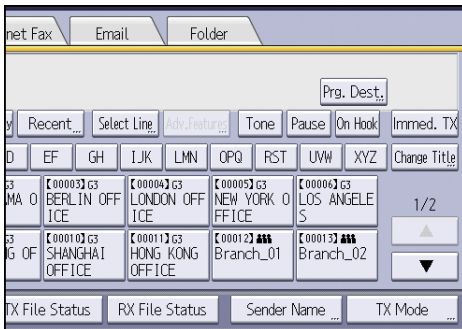 net Fax Email Folder
Prg. Dest.
y Recent Select Line Adv.Features Tone Pause On Hook Immed. TX
D EF GH IJK LMN OPQ RST UVW XYZ Change Title
G3 【00003】G3 【00004】G3 【00005】G3 【00006】G3
MA O BERLIN OFF LONDON OFF NEW YORK O LOS ANGELE
ICE ICE FFICE S
1/2
G3 【00010】G3 【00011】G3 【00012】 【00013】
G OF SHANGHAI HONG KONG Branch_01 Branch_02
OFFICE OFFICE
TX File Status RX File Status Sender Name TX Mode